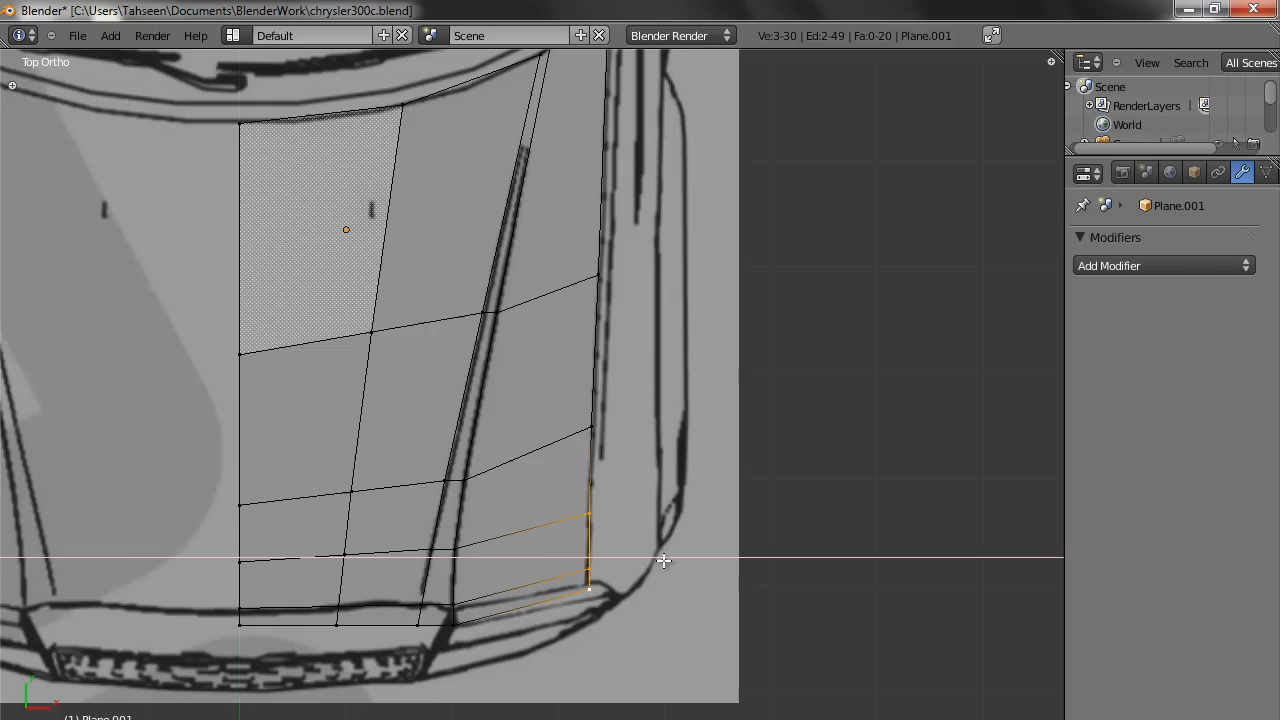 Blender* [C:\Users\Tahseen\Documents\BlenderWork\chrysler300c.blend]
File Add Render Help Default Scene Blender Render Ve:3-30 | Ed:2-49 | Fa:0-20 | Plane.001
Top Ortho
View Search All Scenes
Scene
RenderLayers
World
Plane.001
Modifiers
Add Modifier
(1) Plane.001